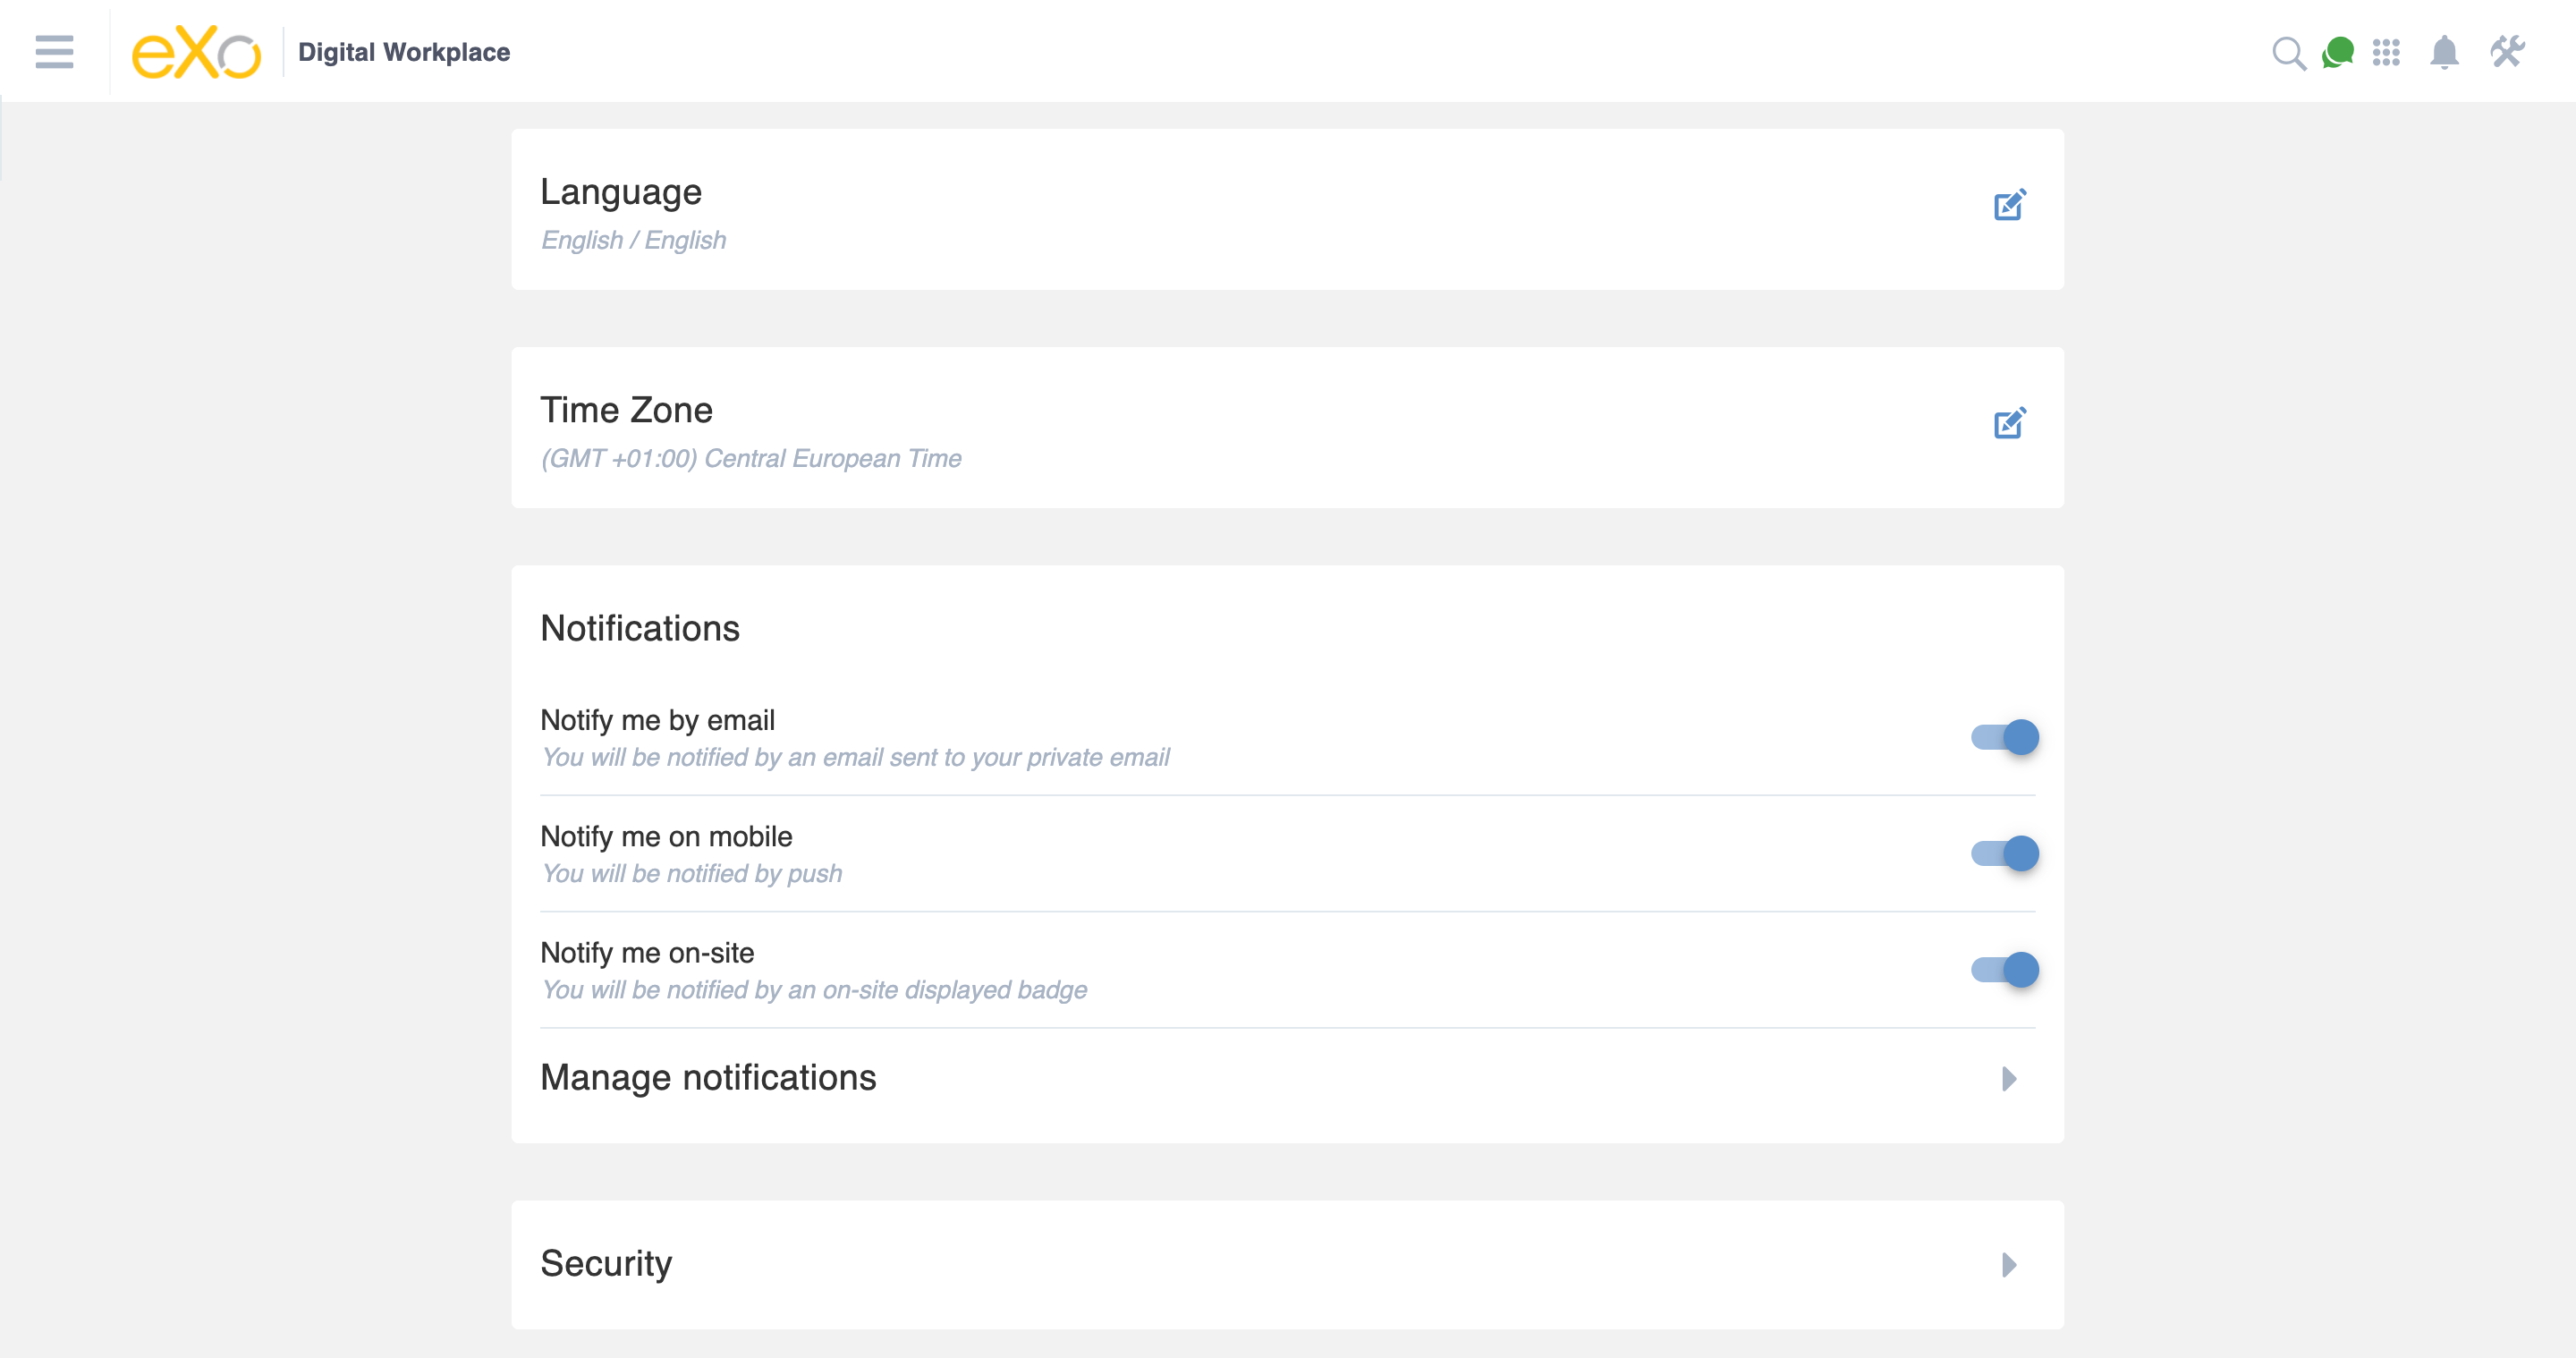 eXo
Digital Workplace
Language
English / English
Time Zone
(GMT +01:00) Central European Time
Notifications
Notify me by email
You will be notified by an email sent to your private email
Notify me on mobile
You will be notified by push
Notify me on-site
You will be notified by an on-site displayed badge
Manage notifications
Security